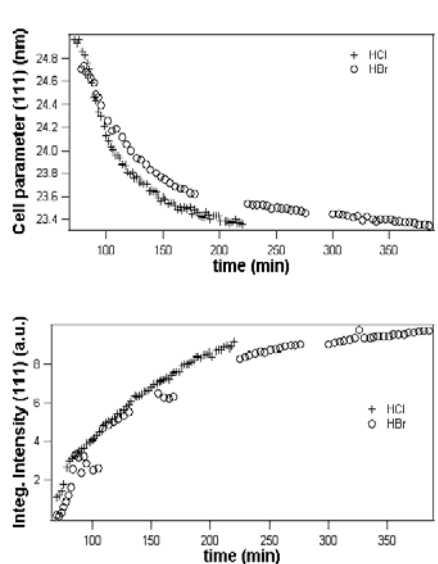 Cell parameter (111) (nm)
24.8
24.6
24.4
24.2
24.0
23.8
23.6
23.4
+ HCl
○ HBr
100 150 200 250 300 350
time (min)
Integ. Intensity (111) (a.u.)
8
6
4
2
+ HCl
○ HBr
100 150 200 250 300 350
time (min)